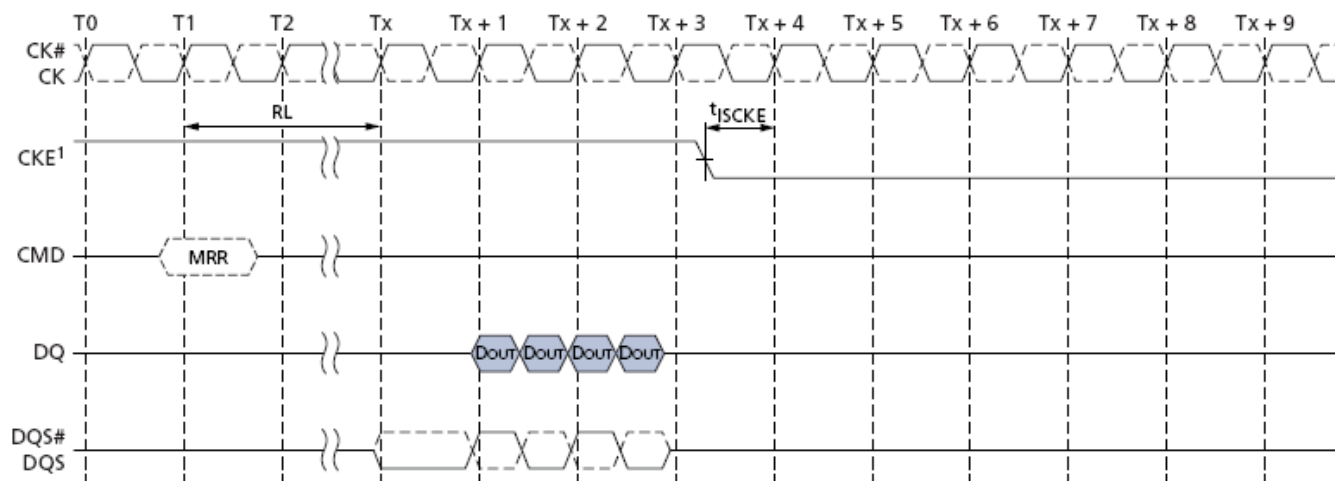 T0 T1 T2 Tx Tx + 1 Tx + 2 Tx + 3 Tx + 4 Tx + 5 Tx + 6 Tx + 7 Tx + 8 Tx + 9
CK#
CK
RL
tISCKE
CKE¹
CMD MRR
DQ DOUT DOUT DOUT DOUT
DQS#
DQS